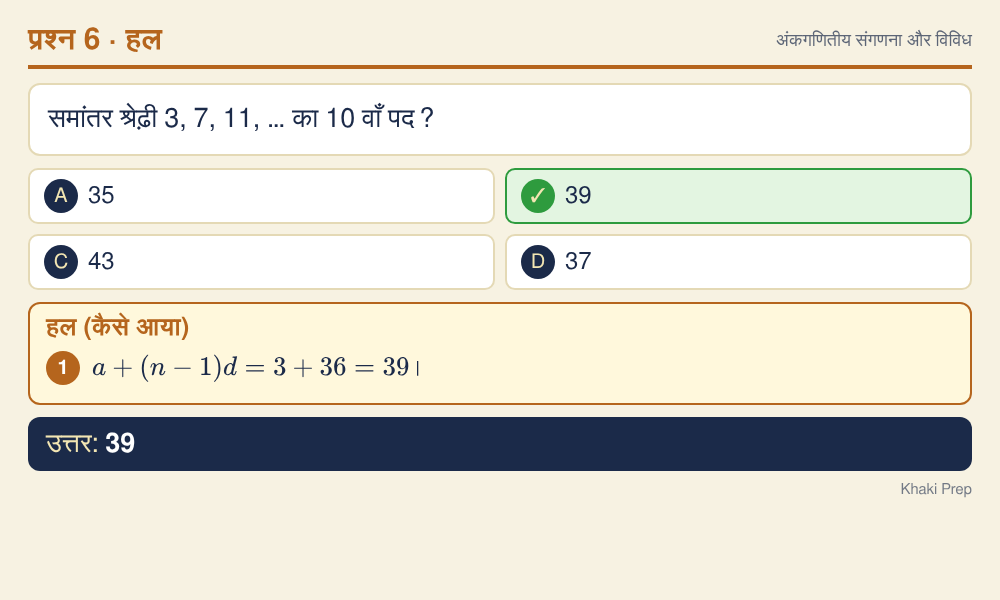 प्रश्न 6 · हल
अंकगणितीय संगणना और विविध
समांतर श्रेढ़ी 3, 7, 11, ... का 10 वाँ पद ?
A 35
✓ 39
C 43
D 37
हल (कैसे आया)
1 a + (n − 1)d = 3 + 36 = 39।
उत्तर: 39
Khaki Prep